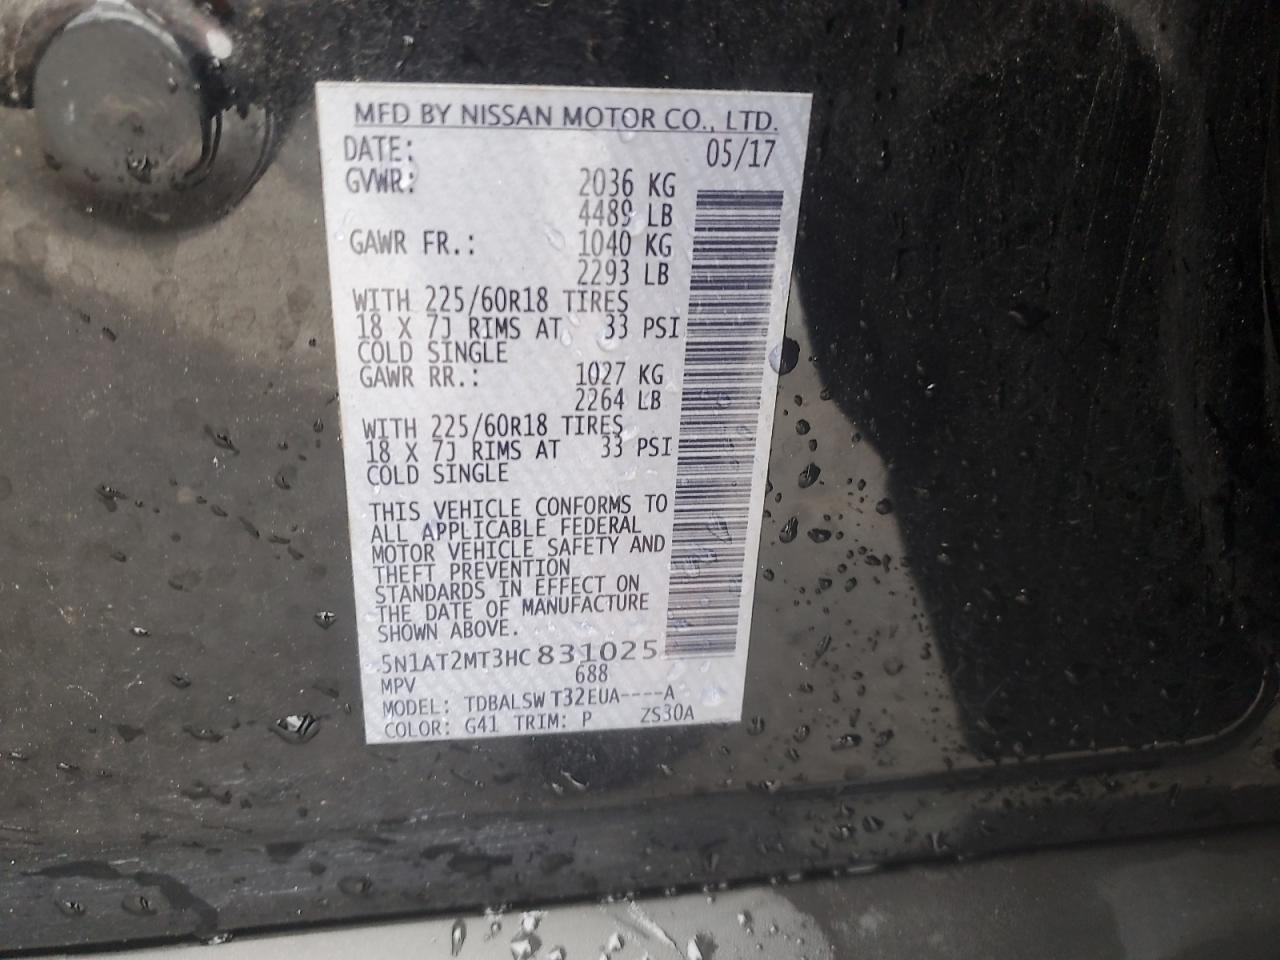 MFD BY NISSAN MOTOR CO., LTD.
DATE: 05/17
GVWR: 2036 KG
4489 LB
GAWR FR.: 1040 KG
2293 LB
WITH 225/60R18 TIRES
18 X 7J RIMS AT 33 PSI
COLD SINGLE
GAWR RR.: 1027 KG
2264 LB
WITH 225/60R18 TIRES
18 X 7J RIMS AT 33 PSI
COLD SINGLE
THIS VEHICLE CONFORMS TO
ALL APPLICABLE FEDERAL
MOTOR VEHICLE SAFETY AND
THEFT PREVENTION
STANDARDS IN EFFECT ON
THE DATE OF MANUFACTURE
SHOWN ABOVE.
5N1AT2MT3HC831025
MPV 688
MODEL: TDBALSW T32EUA----A
COLOR: G41 TRIM: P ZS30A